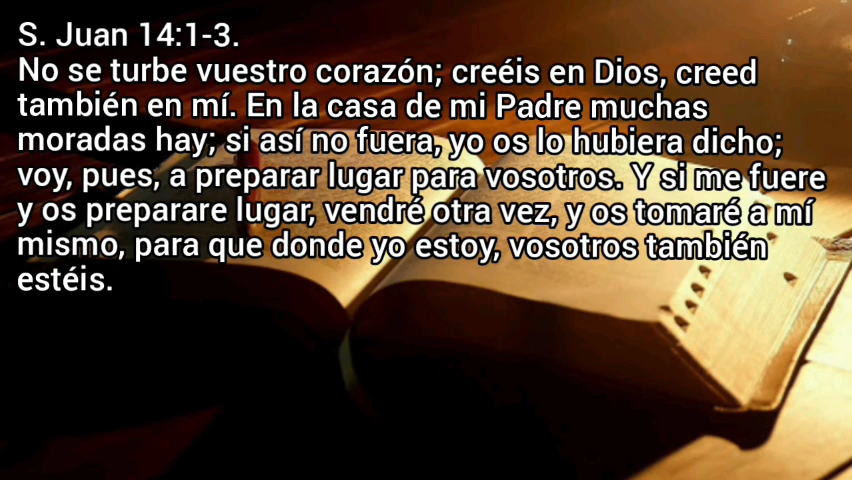 S. Juan 14:1-3.
No se turbe vuestro corazón; creéis en Dios, creed
también en mí. En la casa de mi Padre muchas
moradas hay; si así no fuera, yo os lo hubiera dicho;
voy, pues, a preparar lugar para vosotros. Y si me fuere
y os preparare lugar, vendré otra vez, y os tomaré a mí
mismo, para que donde yo estoy, vosotros también
estéis.